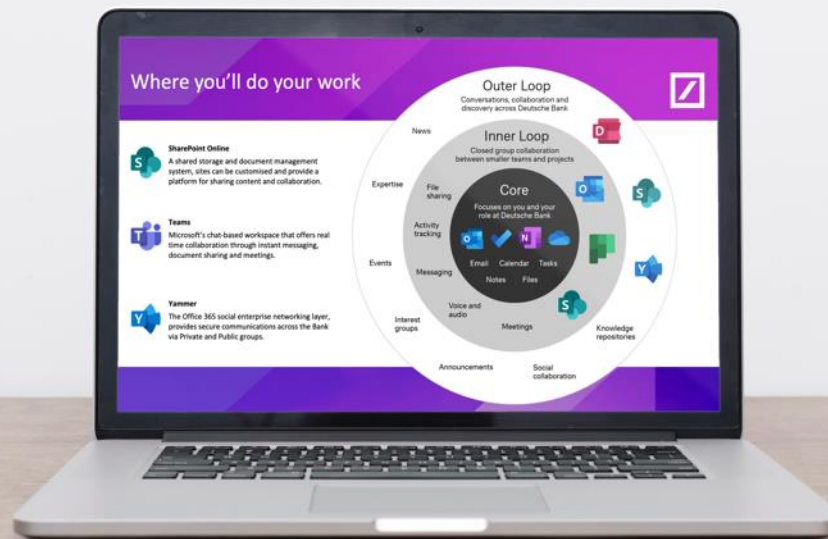 Where you'll do your work
SharePoint Online
A shared storage and document management
system, sites can be customised and provide a
platform for sharing content and collaboration.
Teams
Microsoft's chat-based workspace that offers real
time collaboration through instant messaging,
document sharing and meetings.
Yammer
The Office 365 social enterprise networking layer,
provides secure communications across the Bank
via Private and Public groups.
Outer Loop
Conversations, collaboration and
discovery across Deutsche Bank
News
Inner Loop
Closed group collaboration
between smaller teams and projects
Expertise
File
sharing
Core
Focuses on you and your
role at Deutsche Bank
Activity
tracking
Email
Calendar
Tasks
Notes
Files
Events
Messaging
Voice and
audio
Meetings
Interest
groups
Knowledge
repositories
Announcements
Social
collaboration
S
T
Y
D
O
S
Y
O
N
S